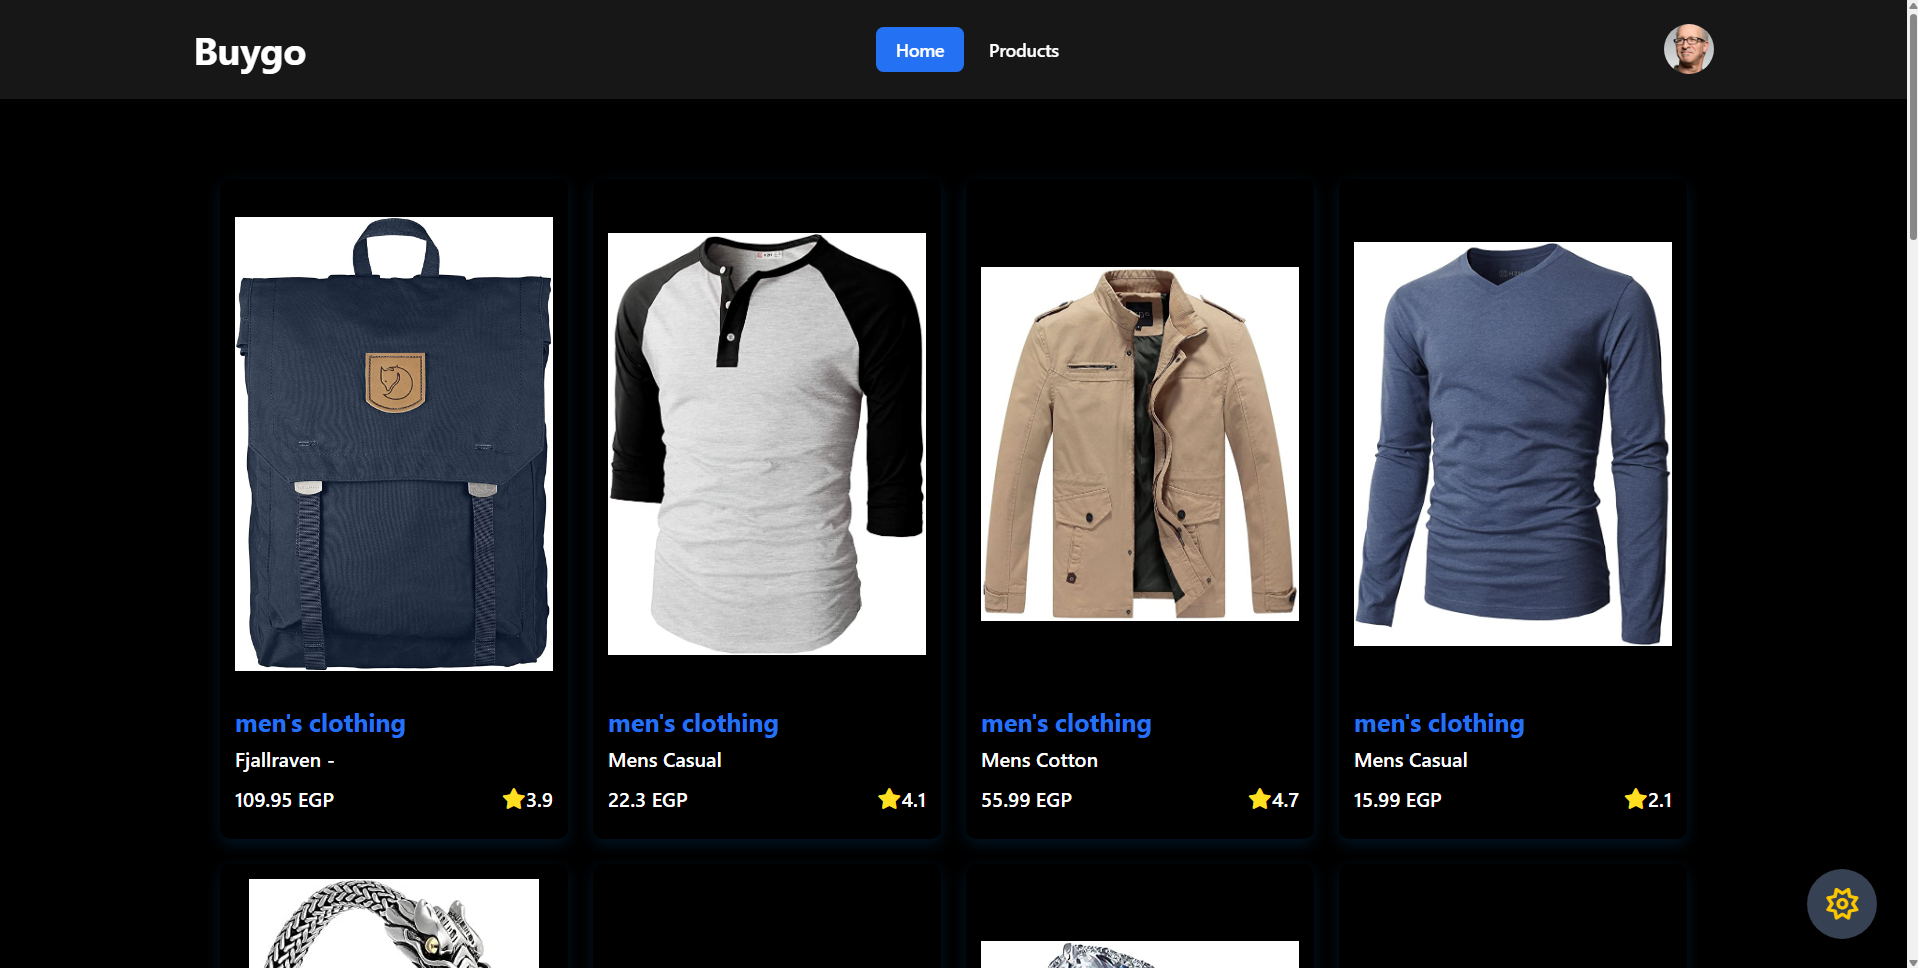 Buygo
Home
Products
men's clothing
Fjallraven -
109.95 EGP
3.9
men's clothing
Mens Casual
22.3 EGP
4.1
men's clothing
Mens Cotton
55.99 EGP
4.7
men's clothing
Mens Casual
15.99 EGP
2.1